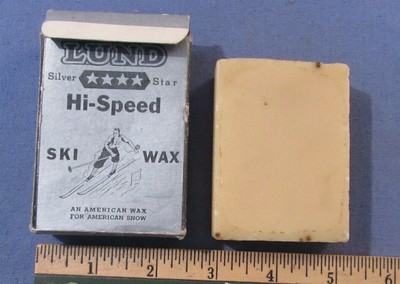 LUND
Silver ★★★★ Star
Hi-Speed
SKI WAX
AN AMERICAN WAX
FOR AMERICAN SNOW
1 2 3 4 5 6